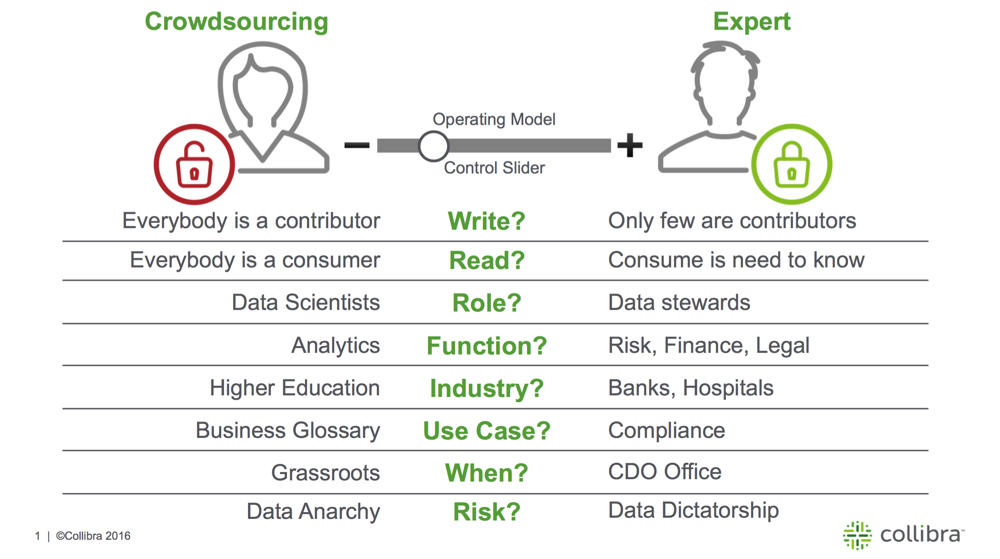 Crowdsourcing
Expert
Operating Model
− +
Control Slider
Everybody is a contributor Write? Only few are contributors
Everybody is a consumer Read? Consume is need to know
Data Scientists Role? Data stewards
Analytics Function? Risk, Finance, Legal
Higher Education Industry? Banks, Hospitals
Business Glossary Use Case? Compliance
Grassroots When? CDO Office
Data Anarchy Risk? Data Dictatorship
1 | ©Collibra 2016
collibra™